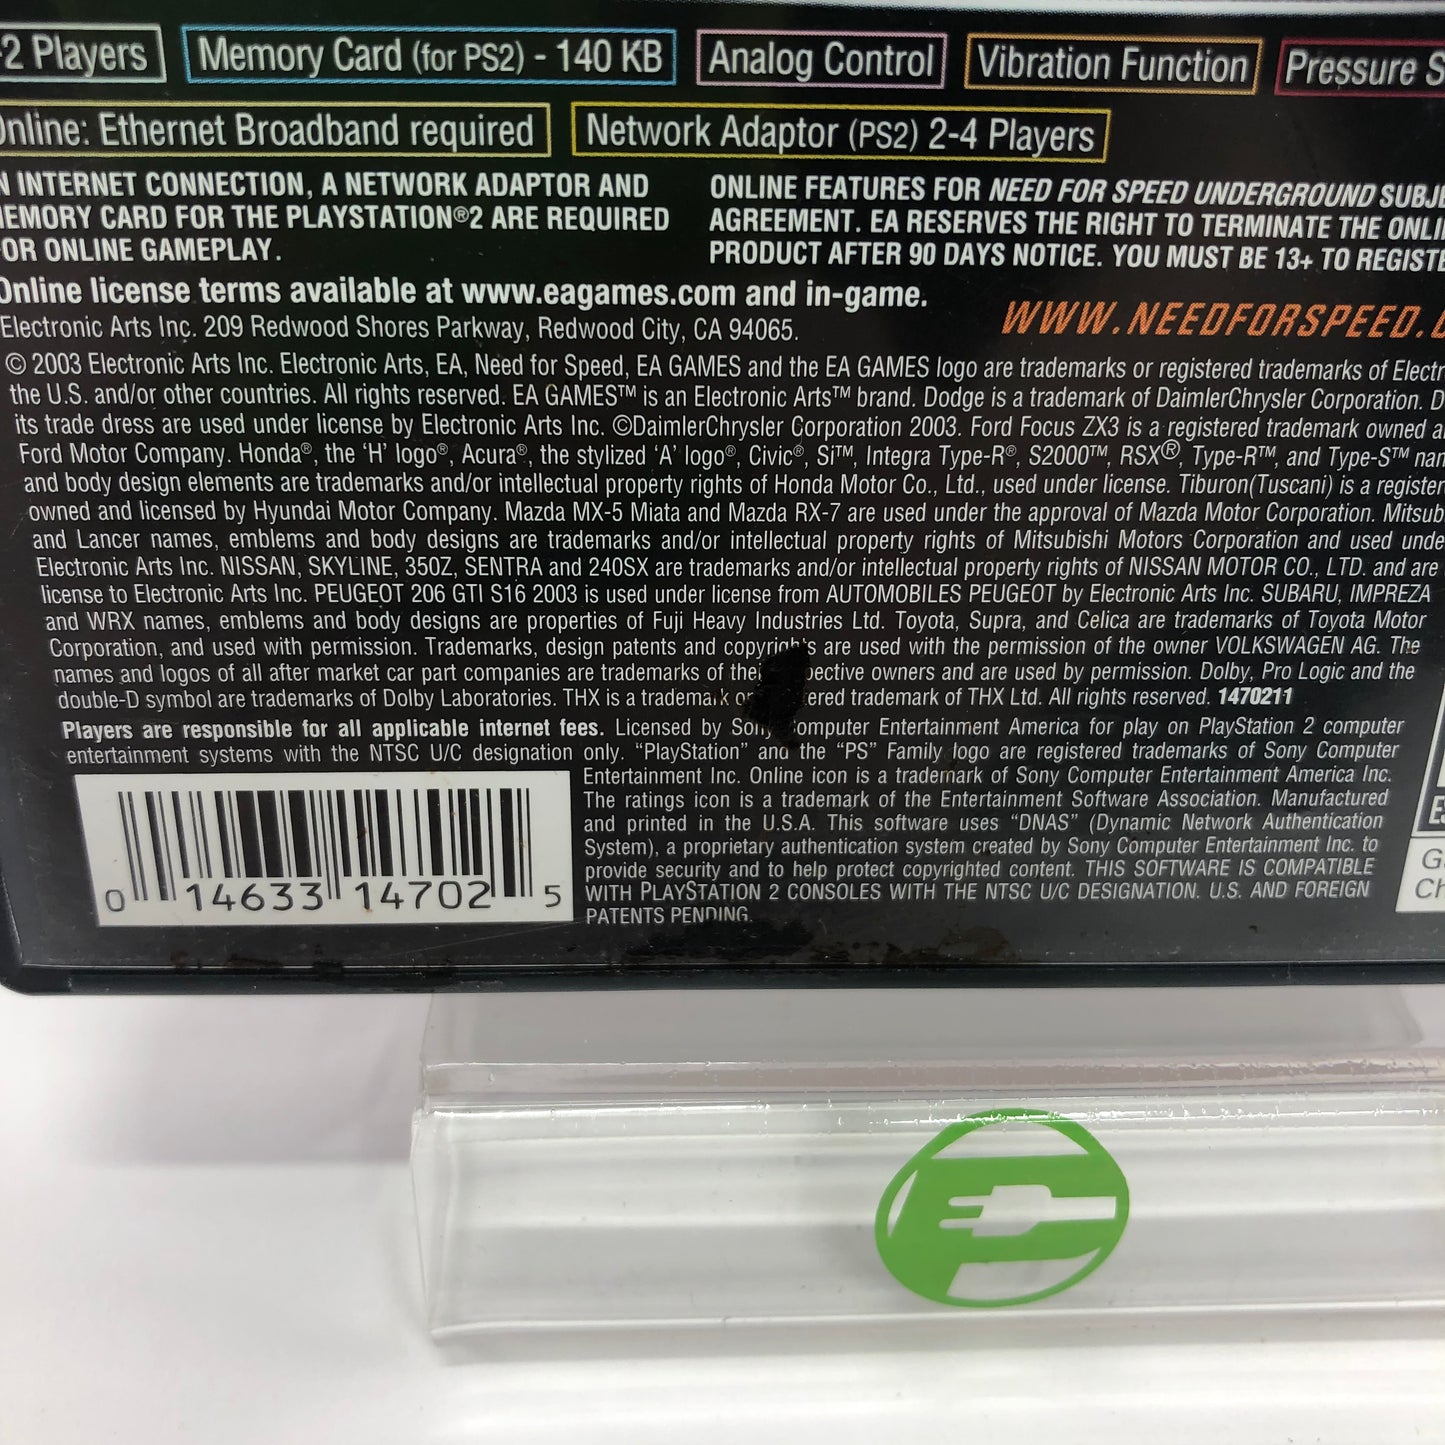 -2 Players
Memory Card (for PS2) - 140 KB
Analog Control
Vibration Function
Pressure S
Online: Ethernet Broadband required
Network Adaptor (PS2) 2-4 Players
N INTERNET CONNECTION, A NETWORK ADAPTOR AND
MEMORY CARD FOR THE PLAYSTATION®2 ARE REQUIRED
FOR ONLINE GAMEPLAY.
ONLINE FEATURES FOR NEED FOR SPEED UNDERGROUND SUBJE
AGREEMENT. EA RESERVES THE RIGHT TO TERMINATE THE ONLI
PRODUCT AFTER 90 DAYS NOTICE. YOU MUST BE 13+ TO REGISTE
Online license terms available at www.eagames.com and in-game.
Electronic Arts Inc. 209 Redwood Shores Parkway, Redwood City, CA 94065.
WWW.NEEDFORSPEED.
© 2003 Electronic Arts Inc. Electronic Arts, EA, Need for Speed, EA GAMES and the EA GAMES logo are trademarks or registered trademarks of Electr
the U.S. and/or other countries. All rights reserved. EA GAMES™ is an Electronic Arts™ brand. Dodge is a trademark of DaimlerChrysler Corporation. D
its trade dress are used under license by Electronic Arts Inc. ©DaimlerChrysler Corporation 2003. Ford Focus ZX3 is a registered trademark owned a
Ford Motor Company. Honda®, the 'H' logo®, Acura®, the stylized 'A' logo®, Civic®, Si™, Integra Type-R®, S2000™, RSX®, Type-R™, and Type-S™ nam
and body design elements are trademarks and/or intellectual property rights of Honda Motor Co., Ltd., used under license. Tiburon(Tuscani) is a register
owned and licensed by Hyundai Motor Company. Mazda MX-5 Miata and Mazda RX-7 are used under the approval of Mazda Motor Corporation. Mitsub
and Lancer names, emblems and body designs are trademarks and/or intellectual property rights of Mitsubishi Motors Corporation and used unde
Electronic Arts Inc. NISSAN, SKYLINE, 350Z, SENTRA and 240SX are trademarks and/or intellectual property rights of NISSAN MOTOR CO., LTD. and are
license to Electronic Arts Inc. PEUGEOT 206 GTI S16 2003 is used under license from AUTOMOBILES PEUGEOT by Electronic Arts Inc. SUBARU, IMPREZA
and WRX names, emblems and body designs are properties of Fuji Heavy Industries Ltd. Toyota, Supra, and Celica are trademarks of Toyota Motor
Corporation, and used with permission. Trademarks, design patents and copyrights are used with the permission of the owner VOLKSWAGEN AG. The
names and logos of all after market car part companies are trademarks of thei pective owners and are used by permission. Dolby, Pro Logic and the
double-D symbol are trademarks of Dolby Laboratories. THX is a trademark or ered trademark of THX Ltd. All rights reserved. 1470211
Players are responsible for all applicable internet fees. Licensed by Sony Computer Entertainment America for play on PlayStation 2 computer
entertainment systems with the NTSC U/C designation only. "PlayStation" and the "PS" Family logo are registered trademarks of Sony Computer
Entertainment Inc. Online icon is a trademark of Sony Computer Entertainment America Inc.
The ratings icon is a trademark of the Entertainment Software Association. Manufactured
and printed in the U.S.A. This software uses "DNAS" (Dynamic Network Authentication
System), a proprietary authentication system created by Sony Computer Entertainment Inc. to
provide security and to help protect copyrighted content. THIS SOFTWARE IS COMPATIBLE
WITH PLAYSTATION 2 CONSOLES WITH THE NTSC U/C DESIGNATION. U.S. AND FOREIGN
PATENTS PENDING.
0 14633 14702 5